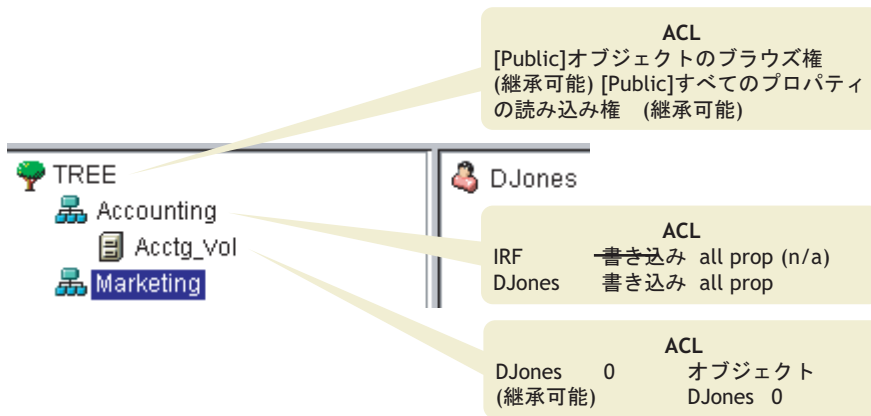 ACL
[Public]オブジェクトのブラウズ権
(継承可能) [Public]すべてのプロパティ
の読み込み権 (継承可能)
TREE
Accounting
Acctg_Vol
Marketing
DJones
ACL
IRF 書き込み all prop (n/a)
DJones 書き込み all prop
ACL
DJones 0 オブジェクト
(継承可能) DJones 0